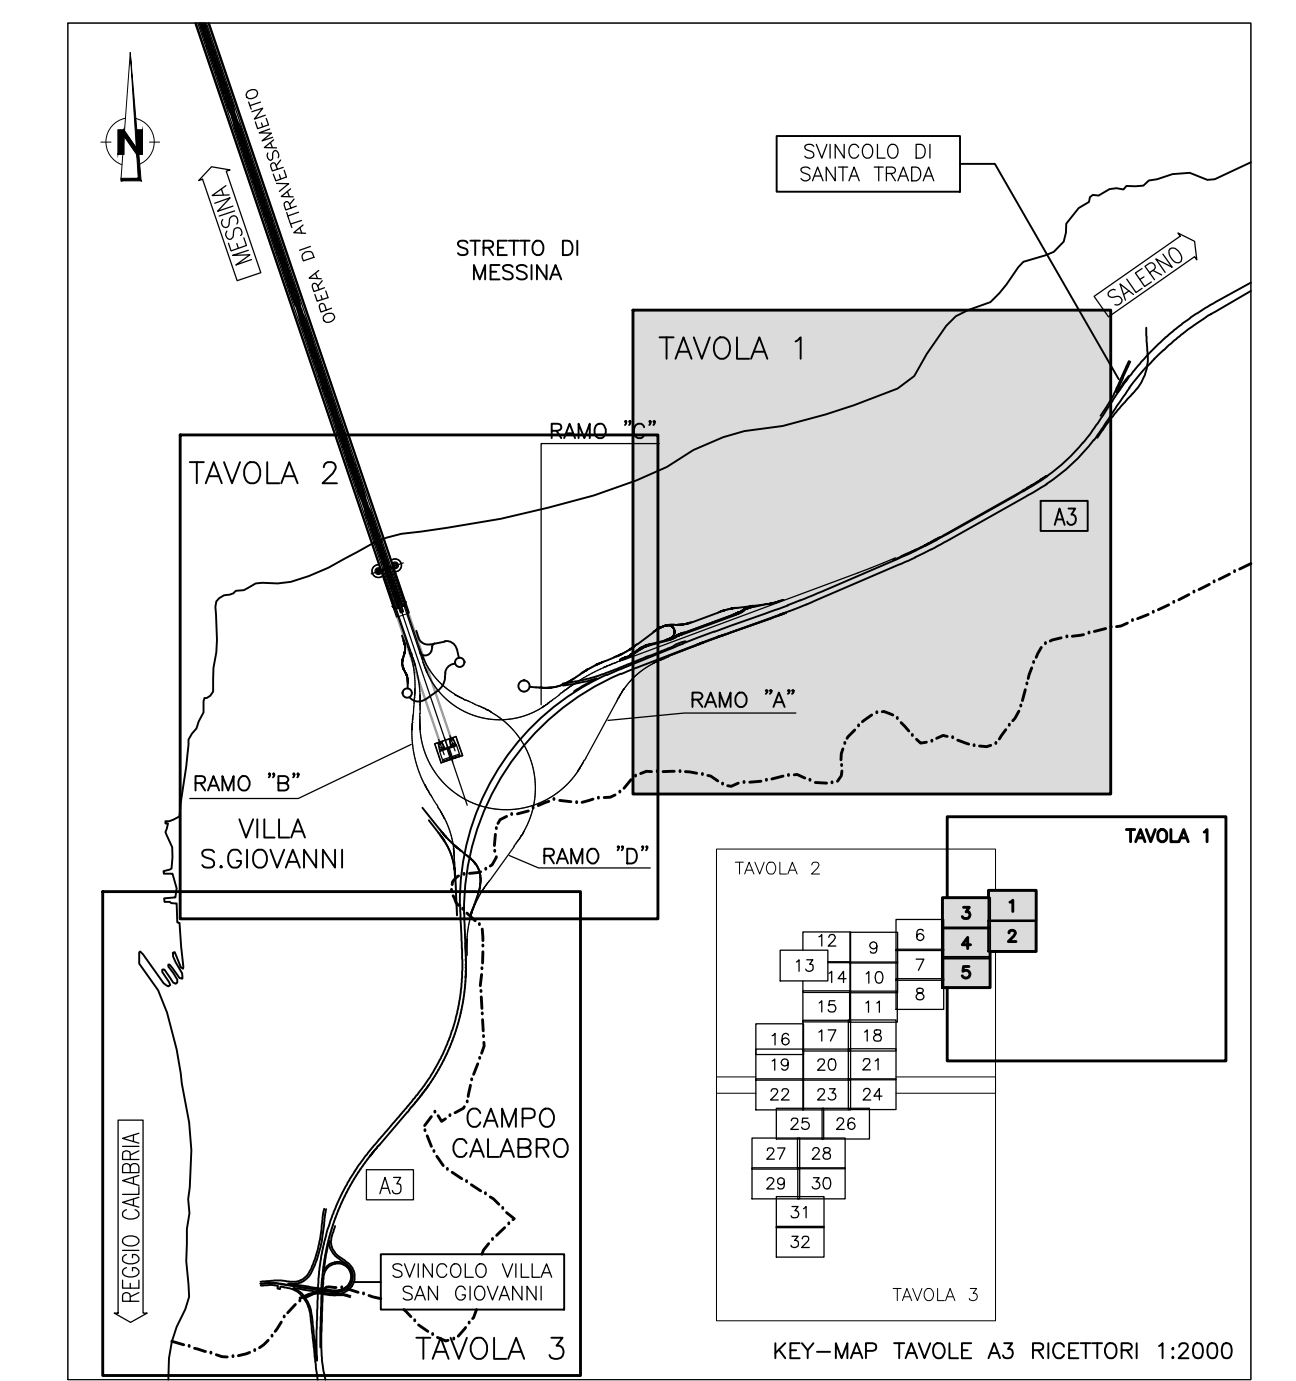 N
OPERA DI ATTRAVERSAMENTO
MESSINA
SVINCOLO DI
SANTA TRADA
STRETTO DI
MESSINA
SALERNO
TAVOLA 1
RAMO "C"
TAVOLA 2
A3
RAMO "A"
RAMO "B"
VILLA
S.GIOVANNI
RAMO "D"
TAVOLA 1
TAVOLA 2
1
3
2
6
4
12
9
13
7
5
14
10
8
15
11
16
17
18
19
20
21
22
23
24
25
26
27
28
29
30
31
32
TAVOLA 3
CAMPO
CALABRO
A3
REGGIO CALABRIA
SVINCOLO VILLA
SAN GIOVANNI
TAVOLA 3
KEY-MAP TAVOLE A3 RICETTORI 1:2000